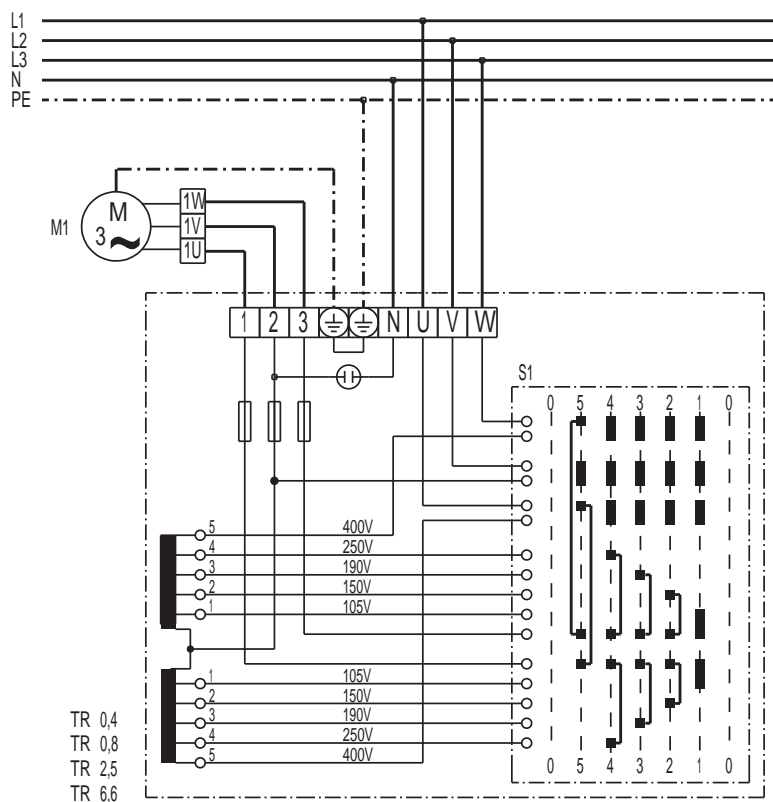 L1
L2
L3
N
PE
M1
M
3
1W
1V
1U
1 2 3 N U V W
S1
0 5 4 3 2 1 0
5 400V
4 250V
3 190V
2 150V
1 105V
1 105V
2 150V
3 190V
4 250V
5 400V
0 5 4 3 2 1 0
TR 0,4
TR 0,8
TR 2,5
TR 6,6